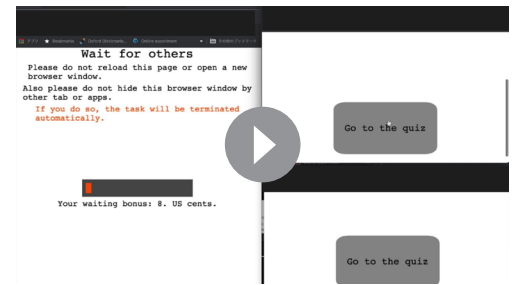 Wait for others
Please do not reload this page or open a new
browser window.
Also please do not hide this browser window by
other tab or apps.
If you do so, the task will be terminated
automatically.
Your waiting bonus: 8. US cents.
Go to the quiz
Go to the quiz